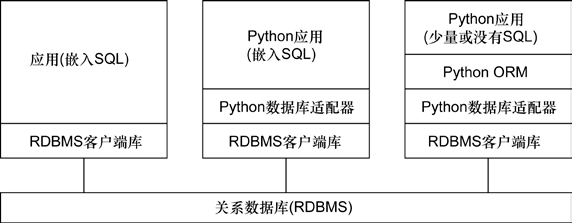 应用(嵌入SQL)
RDBMS客户端库
Python应用
(嵌入SQL)
Python数据库适配器
RDBMS客户端库
Python应用
(少量或没有SQL)
Python ORM
Python数据库适配器
RDBMS客户端库
关系数据库(RDBMS)